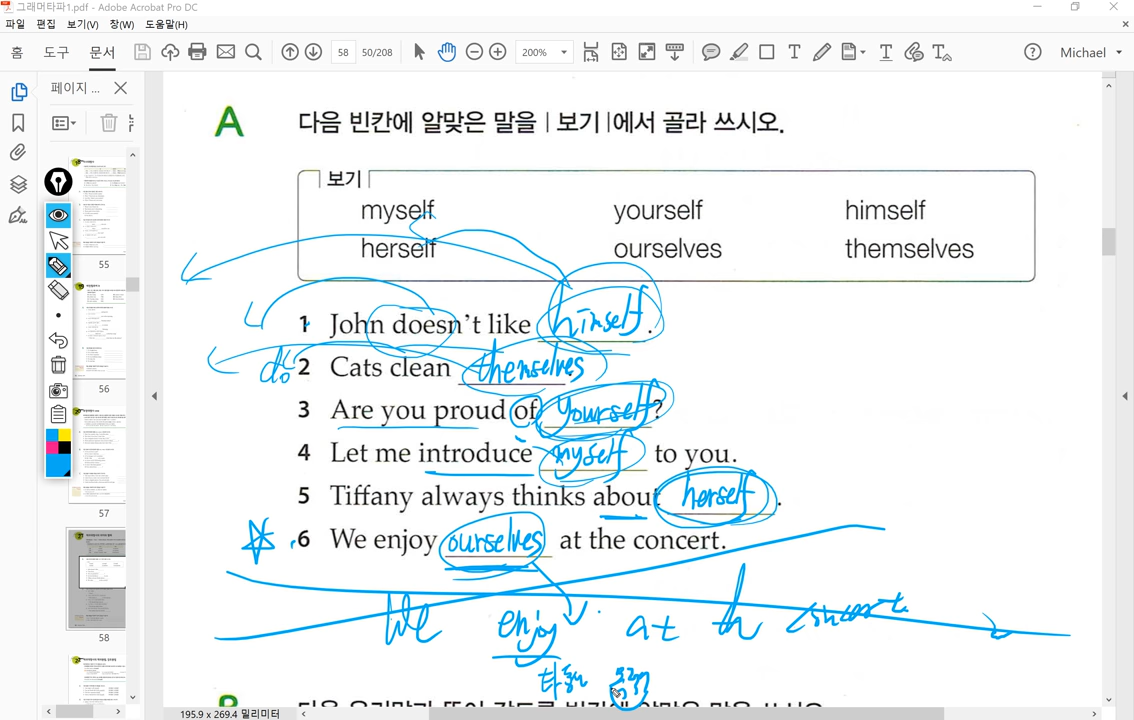 그래머타파1.pdf - Adobe Acrobat Pro DC
파일 편집 보기(V) 창(W) 도움말(H)
홈 도구 문서 58 50/208 200% Michael
페이지 ...
55
56
57
58
A 다음 빈칸에 알맞은 말을 | 보기 |에서 골라 쓰시오.
보기
myself yourself himself
herself ourselves themselves
1 John doesn't like himself.
do
2 Cats clean themselves.
3 Are you proud of yourself?
4 Let me introduce myself to you.
5 Tiffany always thinks about herself.
6 We enjoy ourselves at the concert.
We enjoy at th concert
B
195.9 x 269.4 밀리미터